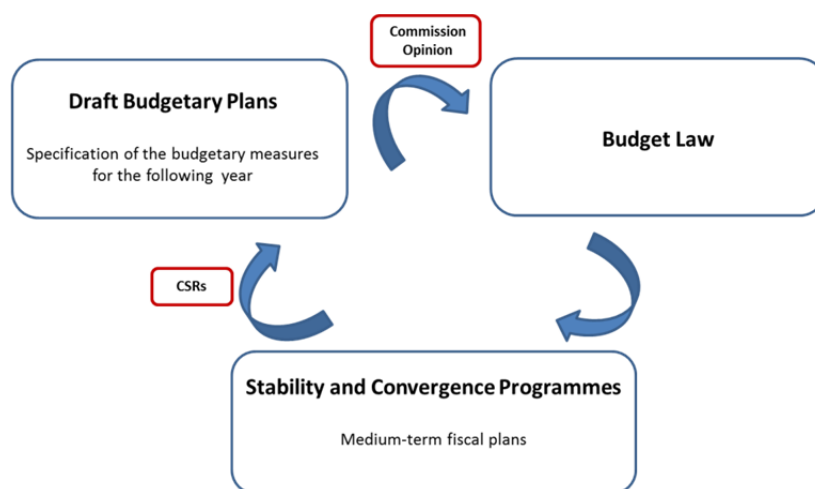 Commission
Opinion
Draft Budgetary Plans
Specification of the budgetary measures
for the following year
Budget Law
CSRs
Stability and Convergence Programmes
Medium-term fiscal plans